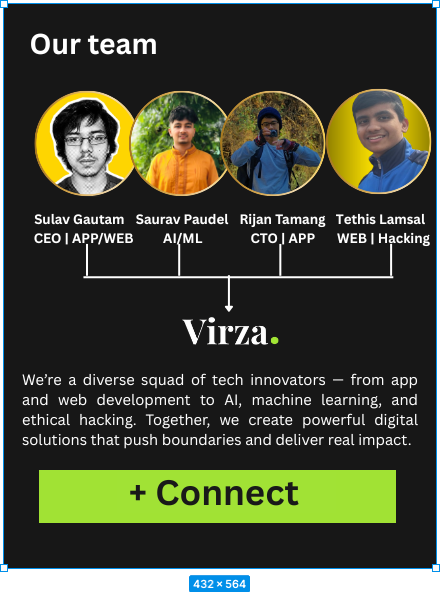 Our team
Sulav Gautam Saurav Paudel Rijan Tamang Tethis Lamsal
CEO | APP/WEB AI/ML CTO | APP WEB | Hacking
Virza.
We’re a diverse squad of tech innovators — from app
and web development to AI, machine learning, and
ethical hacking. Together, we create powerful digital
solutions that push boundaries and deliver real impact.
+ Connect
432 × 564